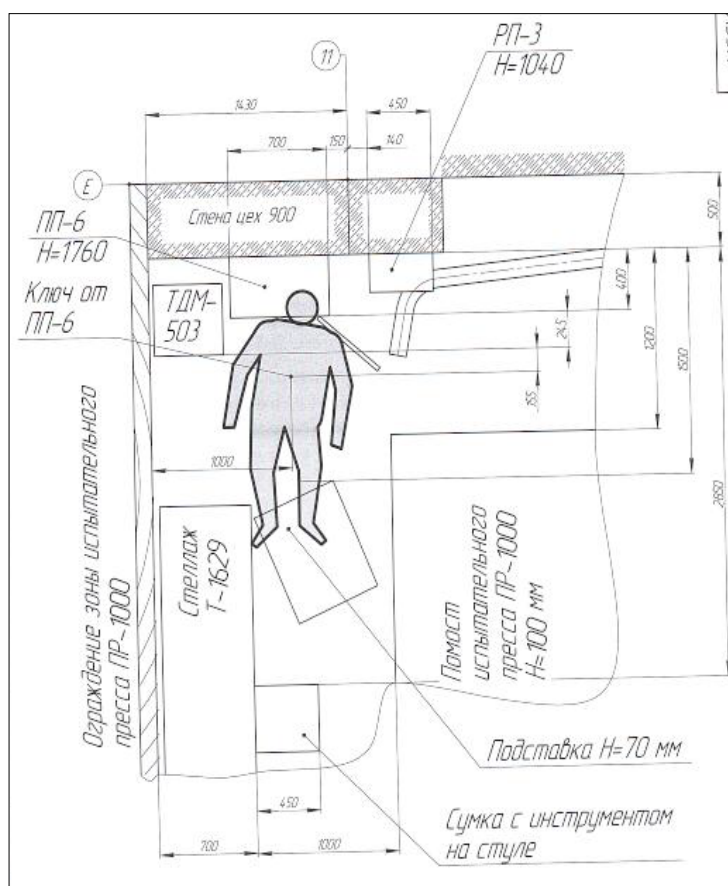 РП-3
H=1040
11
1430
450
700
150
140
Е
Стена цех 900
500
ПП-6
H=1760
Ключ от
ПП-6
ТДМ-
503
400
245
1200
1500
155
2850
1000
Ограждение зоны испытательного
пресса ПР-1000
Стеллаж
Т-1629
Помост
испытательного
пресса ПР-1000
H=100 мм
Подставка H=70 мм
450
700
1000
Сумка с инструментом
на стуле